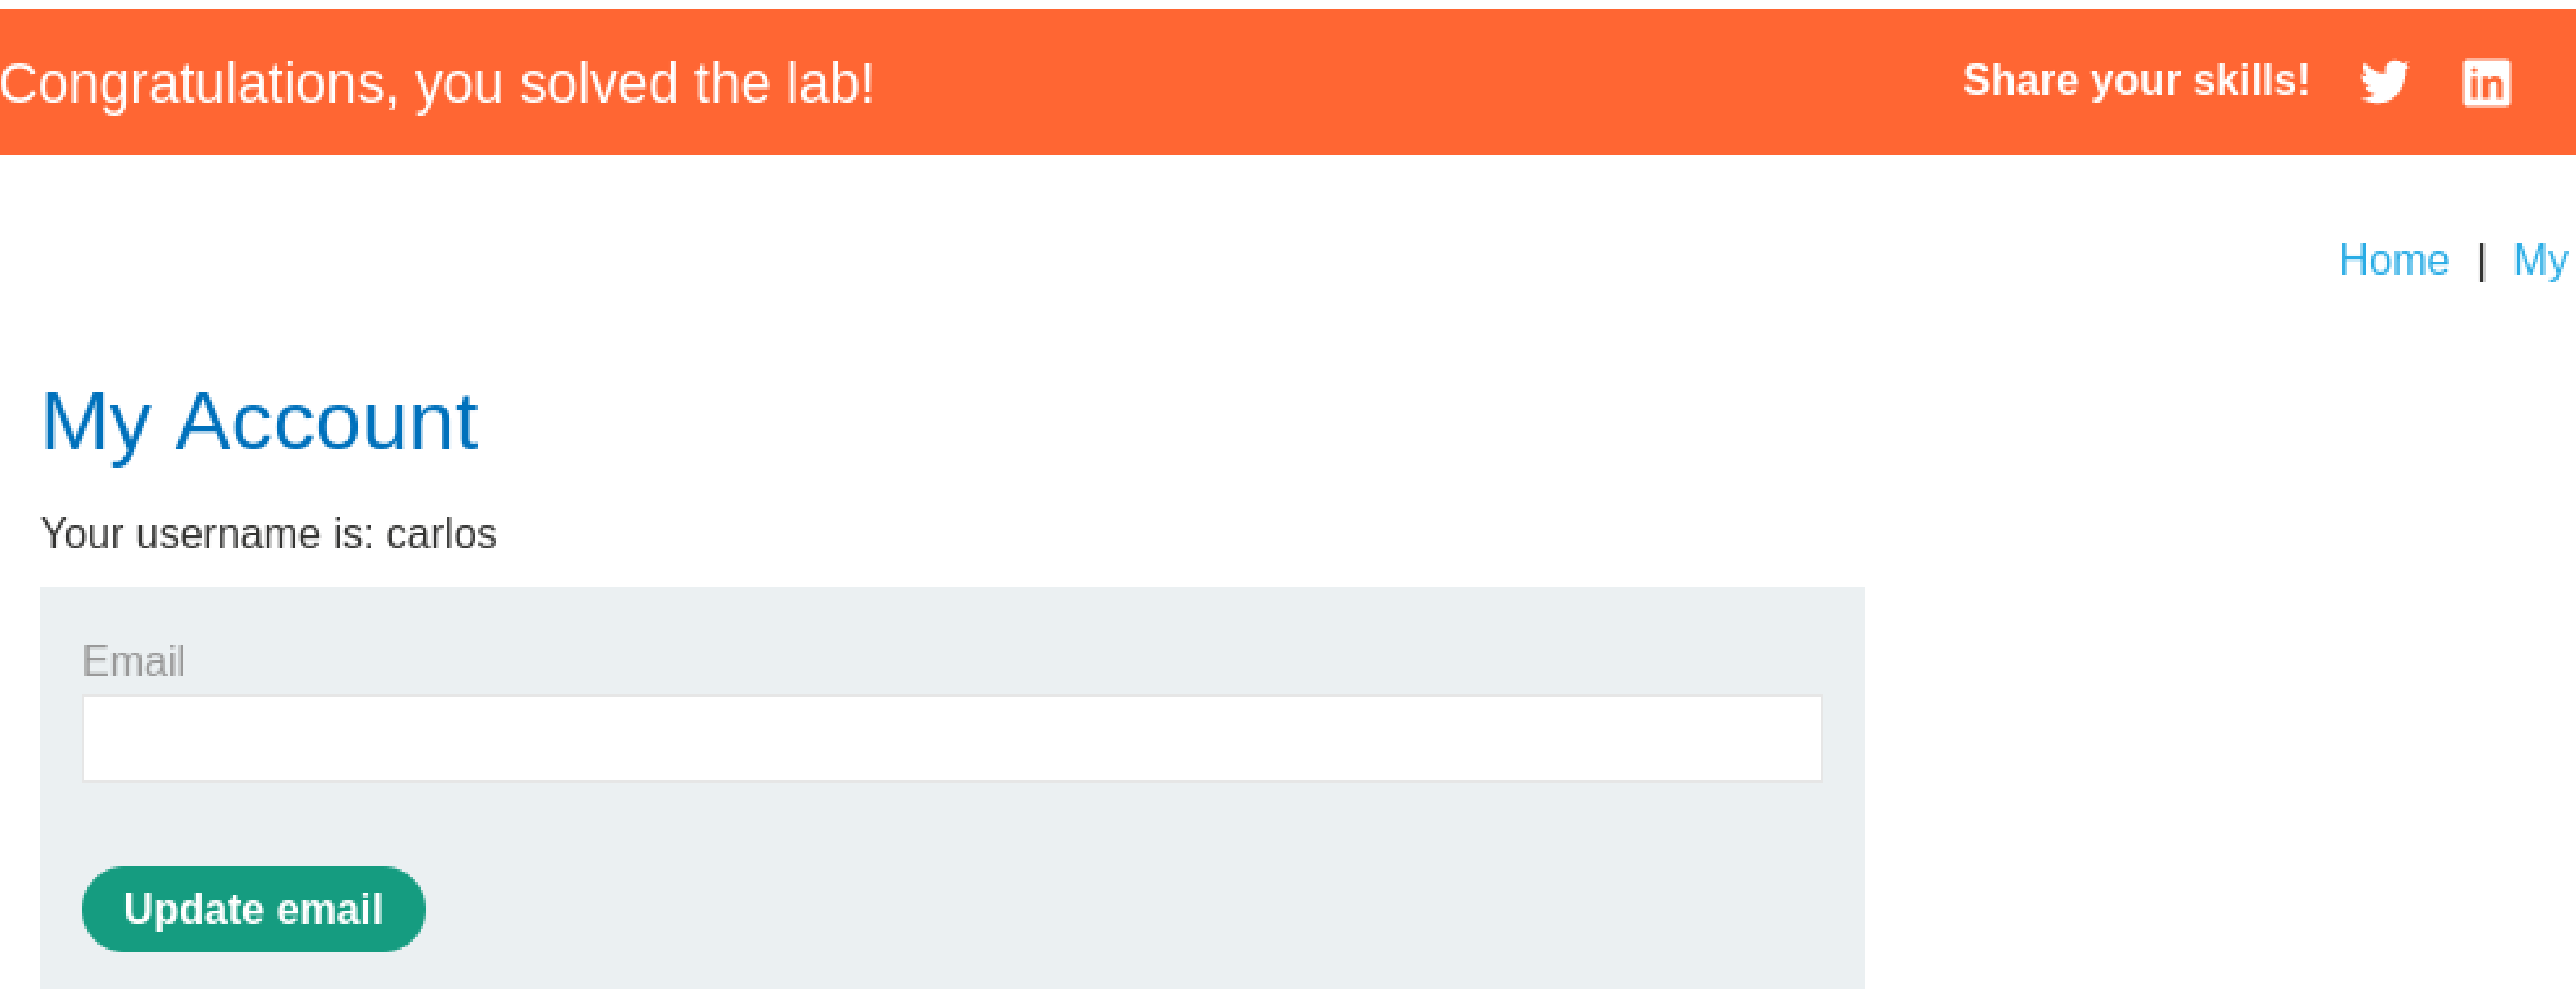 Congratulations, you solved the lab!
Share your skills!
Home | My
My Account
Your username is: carlos
Email
Update email